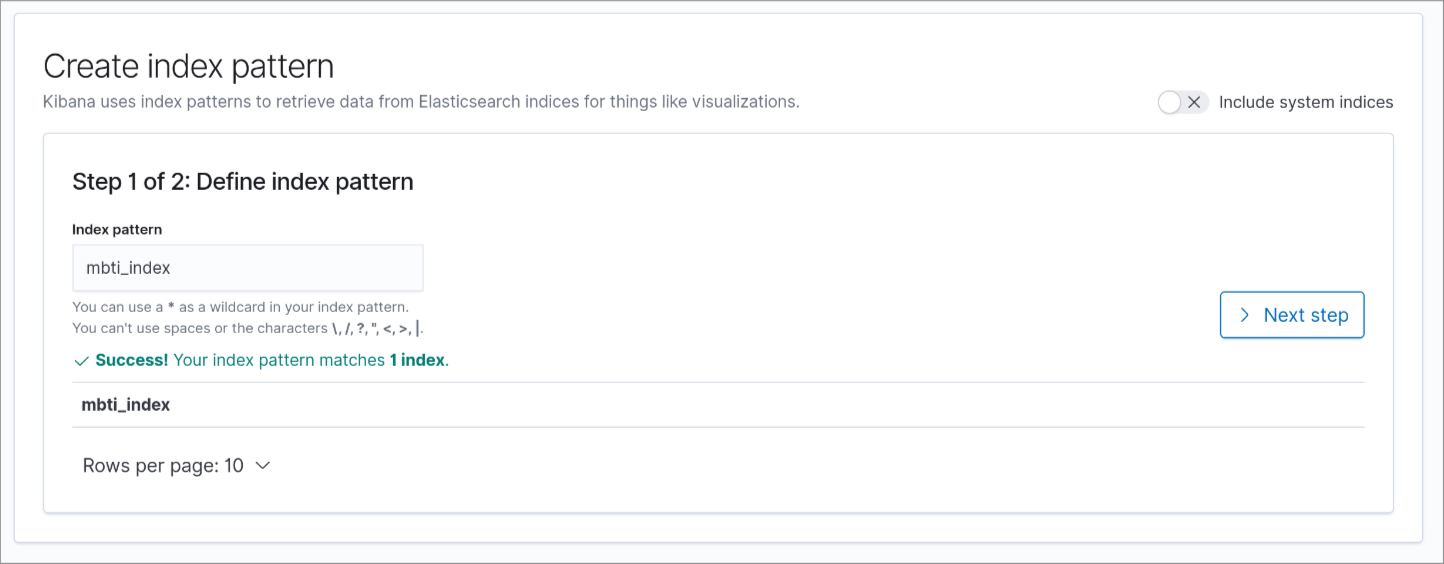 Create index pattern
Kibana uses index patterns to retrieve data from Elasticsearch indices for things like visualizations.
Include system indices
Step 1 of 2: Define index pattern
Index pattern
mbti_index
You can use a * as a wildcard in your index pattern.
You can't use spaces or the characters \, /, ?, ", <, >, |.
Next step
Success! Your index pattern matches 1 index.
mbti_index
Rows per page: 10